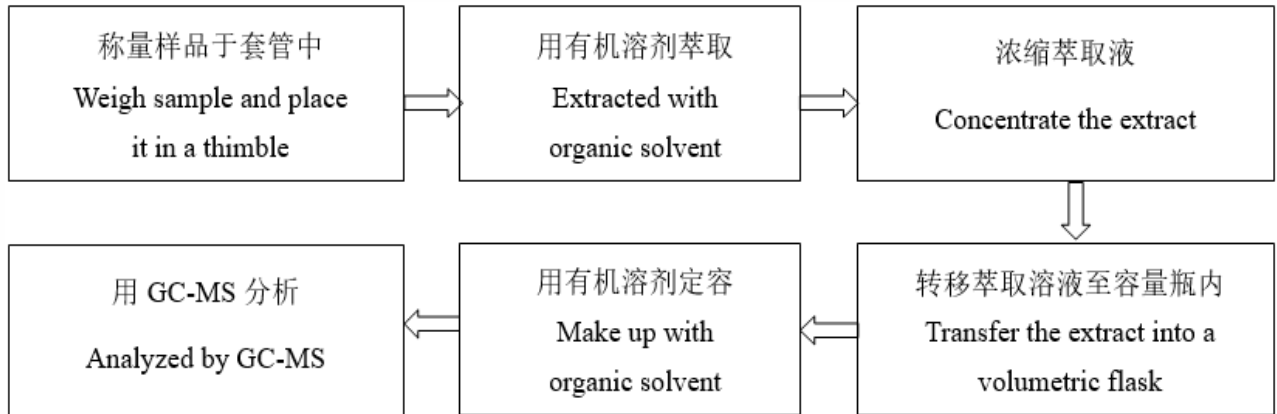 称量样品于套管中
Weigh sample and place
it in a thimble
用有机溶剂萃取
Extracted with
organic solvent
浓缩萃取液
Concentrate the extract
转移萃取溶液至容量瓶内
Transfer the extract into a
volumetric flask
用有机溶剂定容
Make up with
organic solvent
用 GC-MS 分析
Analyzed by GC-MS